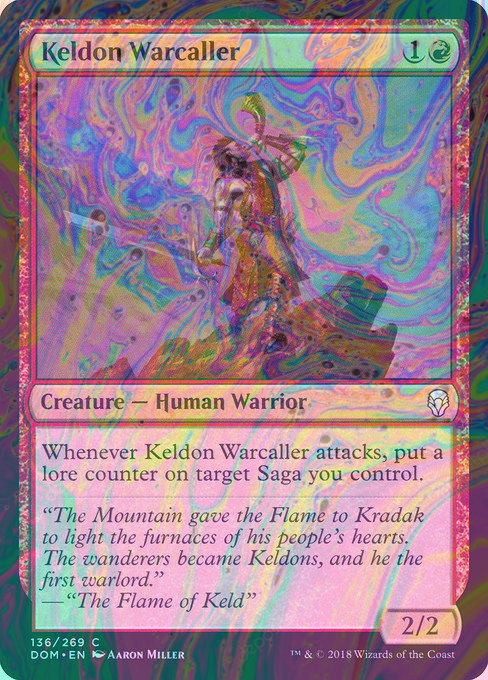 Keldon Warcaller 1
Creature — Human Warrior
Whenever Keldon Warcaller attacks, put a
lore counter on target Saga you control.
“The Mountain gave the Flame to Kradak
to light the furnaces of his people’s hearts.
The wanderers became Keldons, and he the
first warlord.”
—“The Flame of Keld”
2/2
136/269 C
DOM • EN Aaron Miller
™ & © 2018 Wizards of the Coast